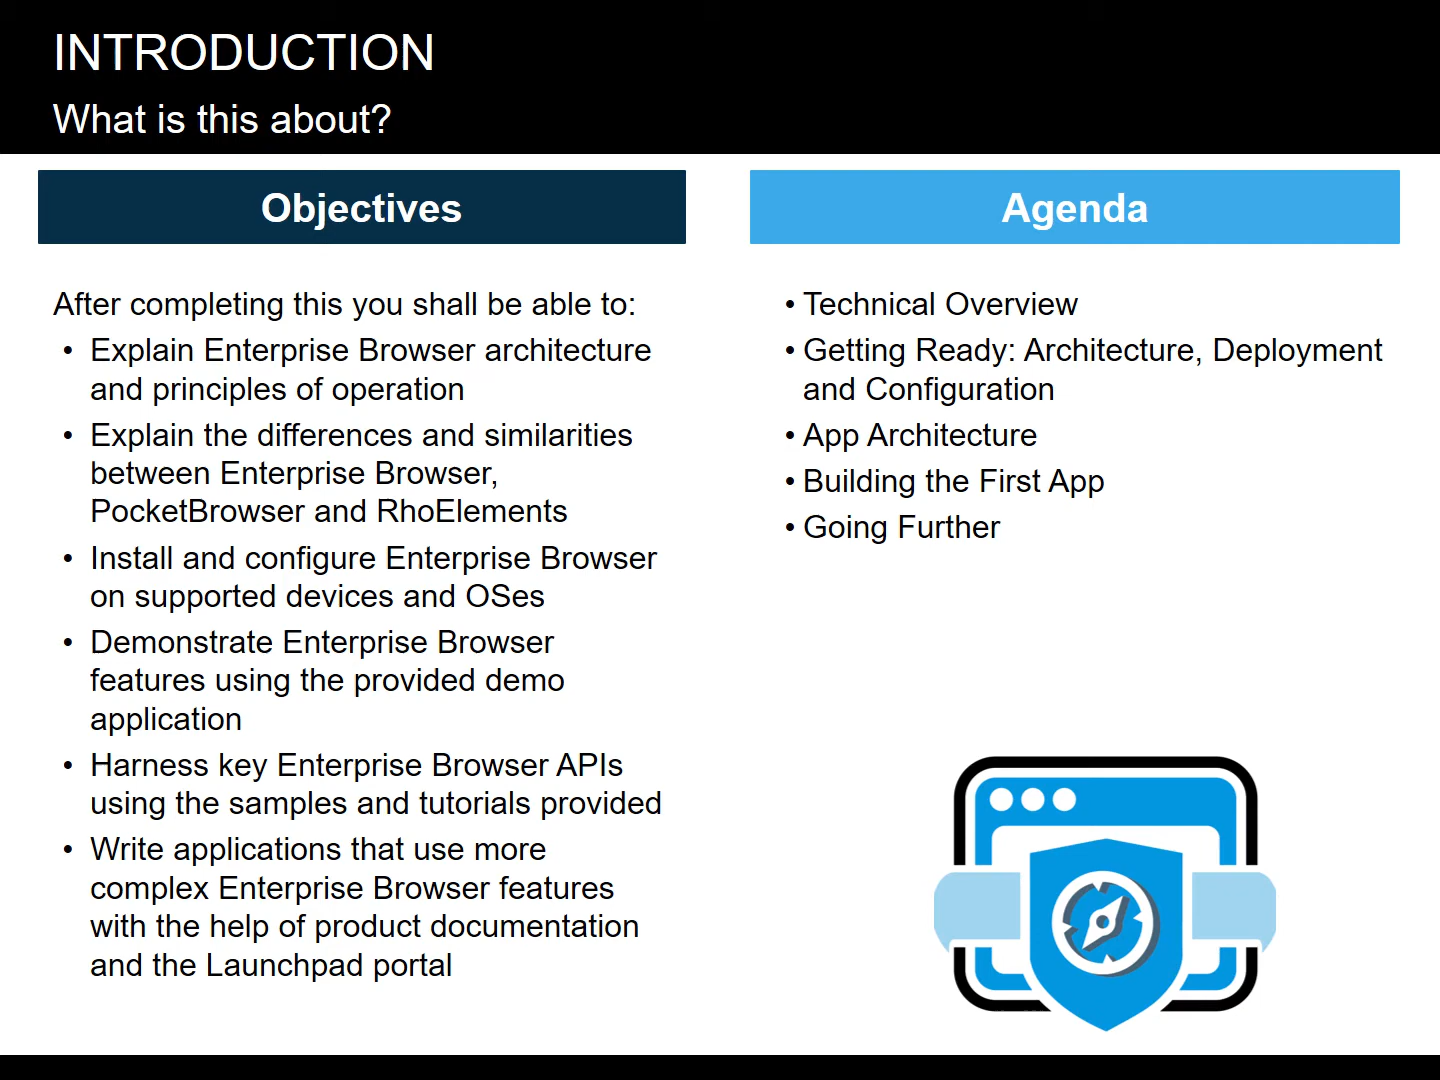 INTRODUCTION
What is this about?
Objectives
After completing this you shall be able to:
• Explain Enterprise Browser architecture
and principles of operation
• Explain the differences and similarities
between Enterprise Browser,
PocketBrowser and RhoElements
• Install and configure Enterprise Browser
on supported devices and OSes
• Demonstrate Enterprise Browser
features using the provided demo
application
• Harness key Enterprise Browser APIs
using the samples and tutorials provided
• Write applications that use more
complex Enterprise Browser features
with the help of product documentation
and the Launchpad portal
Agenda
• Technical Overview
• Getting Ready: Architecture, Deployment
and Configuration
• App Architecture
• Building the First App
• Going Further